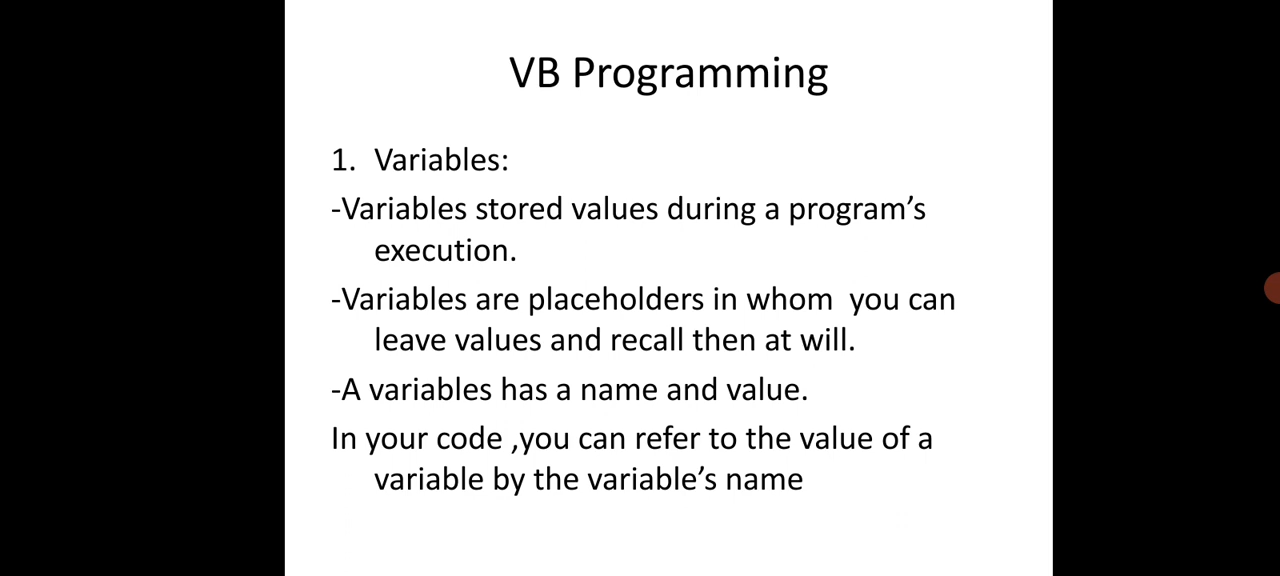 VB Programming
1. Variables:
-Variables stored values during a program’s
execution.
-Variables are placeholders in whom  you can
leave values and recall then at will.
-A variables has a name and value.
In your code ,you can refer to the value of a
variable by the variable’s name